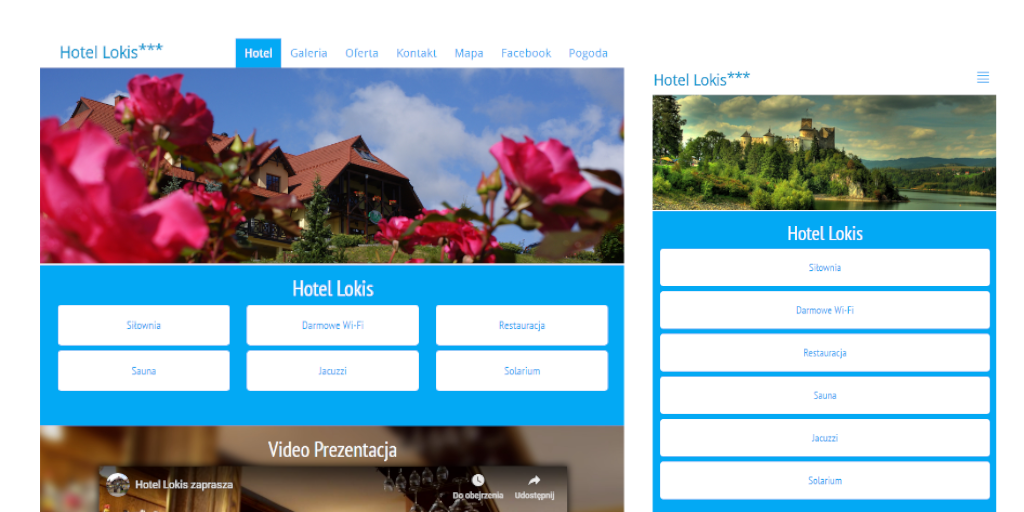 Hotel Lokis***
Hotel Galeria Oferta Kontakt Mapa Facebook Pogoda
Hotel Lokis
Siłownia Darmowe Wi-Fi Restauracja
Sauna Jacuzzi Solarium
Video Prezentacja
Hotel Lokis zaprasza
Do obejrzenia Udostępnij
Hotel Lokis***
Hotel Lokis
Siłownia
Darmowe Wi-Fi
Restauracja
Sauna
Jacuzzi
Solarium